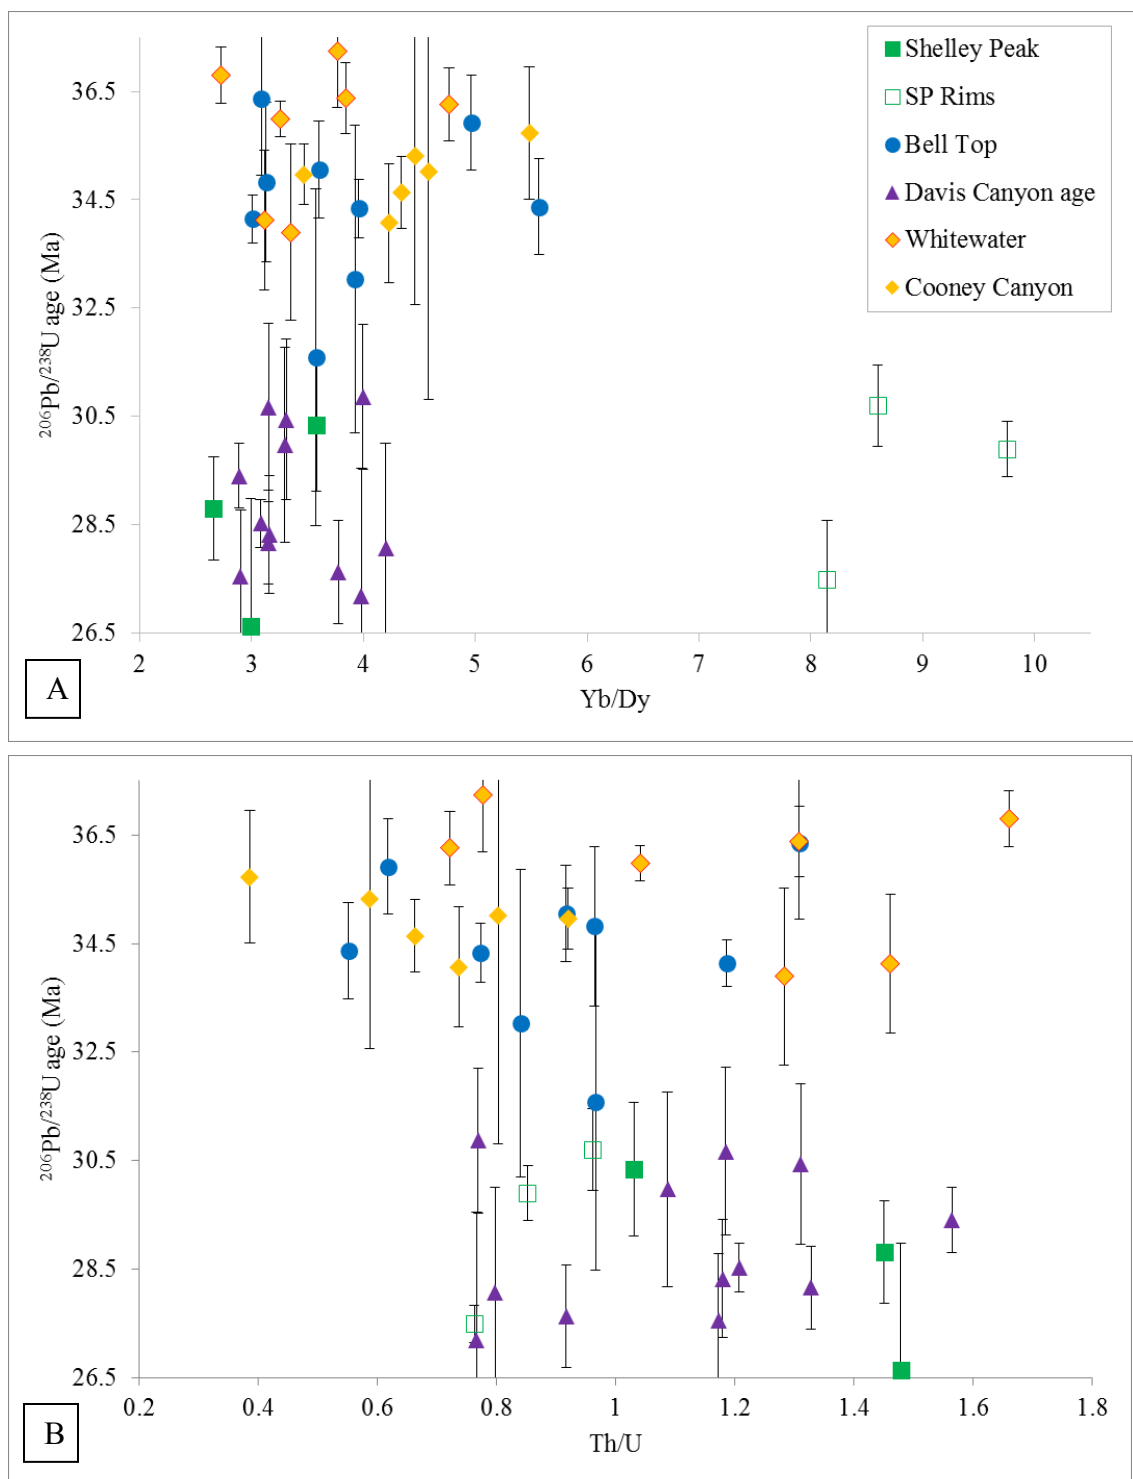 Shelley Peak
SP Rims
Bell Top
Davis Canyon age
Whitewater
Cooney Canyon
206Pb/238U age (Ma)
36.5
34.5
32.5
30.5
28.5
26.5
2 3 4 5 6 7 8 9 10
Yb/Dy
A
206Pb/238U age (Ma)
36.5
34.5
32.5
30.5
28.5
26.5
0.2 0.4 0.6 0.8 1 1.2 1.4 1.6 1.8
Th/U
B